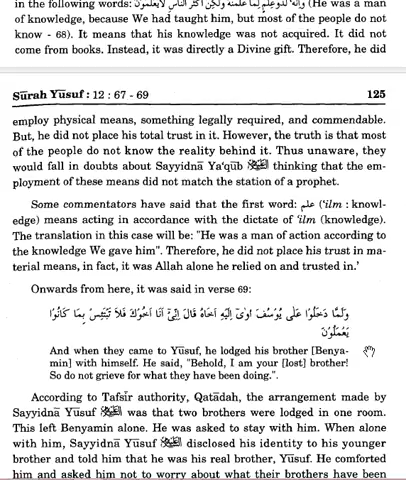 in the following words: وَإِنَّهُ لَذُو عِلْمٍ لِّمَا عَلَّمْنَاهُ وَلَٰكِنَّ أَكْثَرَ النَّاسِ لَا يَعْلَمُونَ (He was a man
of knowledge, because We had taught him, but most of the people do not
know - 68). It means that his knowledge was not acquired. It did not
come from books. Instead, it was directly a Divine gift. Therefore, he did
Sūrah Yūsuf : 12 : 67 - 69 125
employ physical means, something legally required, and commendable.
But, he did not place his total trust in it. However, the truth is that most
of the people do not know the reality behind it. Thus unaware, they
would fall in doubts about Sayyidnā Ya'qūb thinking that the em-
ployment of these means did not match the station of a prophet.
Some commentators have said that the first word: علم ('ilm : knowl-
edge) means acting in accordance with the dictate of 'ilm (knowledge).
The translation in this case will be: "He was a man of action according to
the knowledge We gave him". Therefore, he did not place his trust in ma-
terial means, in fact, it was Allah alone he relied on and trusted in.'
Onwards from here, it was said in verse 69:
وَلَمَّا دَخَلُوا عَلَى يُوسُفَ اوَىٰ إِلَيْهِ أَخَاهُ قَالَ إِنِّي أَنَا أَخُوكَ فَلَا تَبْتَئِسْ بِمَا كَانُوا
يَعْمَلُونَ
And when they came to Yūsuf, he lodged his brother [Benya-
min] with himself. He said, "Behold, I am your [lost] brother!
So do not grieve for what they have been doing.".
According to Tafsīr authority, Qatādah, the arrangement made by
Sayyidnā Yūsuf was that two brothers were lodged in one room.
This left Benyamin alone. He was asked to stay with him. When alone
with him, Sayyidnā Yūsuf disclosed his identity to his younger
brother and told him that he was his real brother, Yūsuf. He comforted
him and asked him not to worry about what their brothers have been